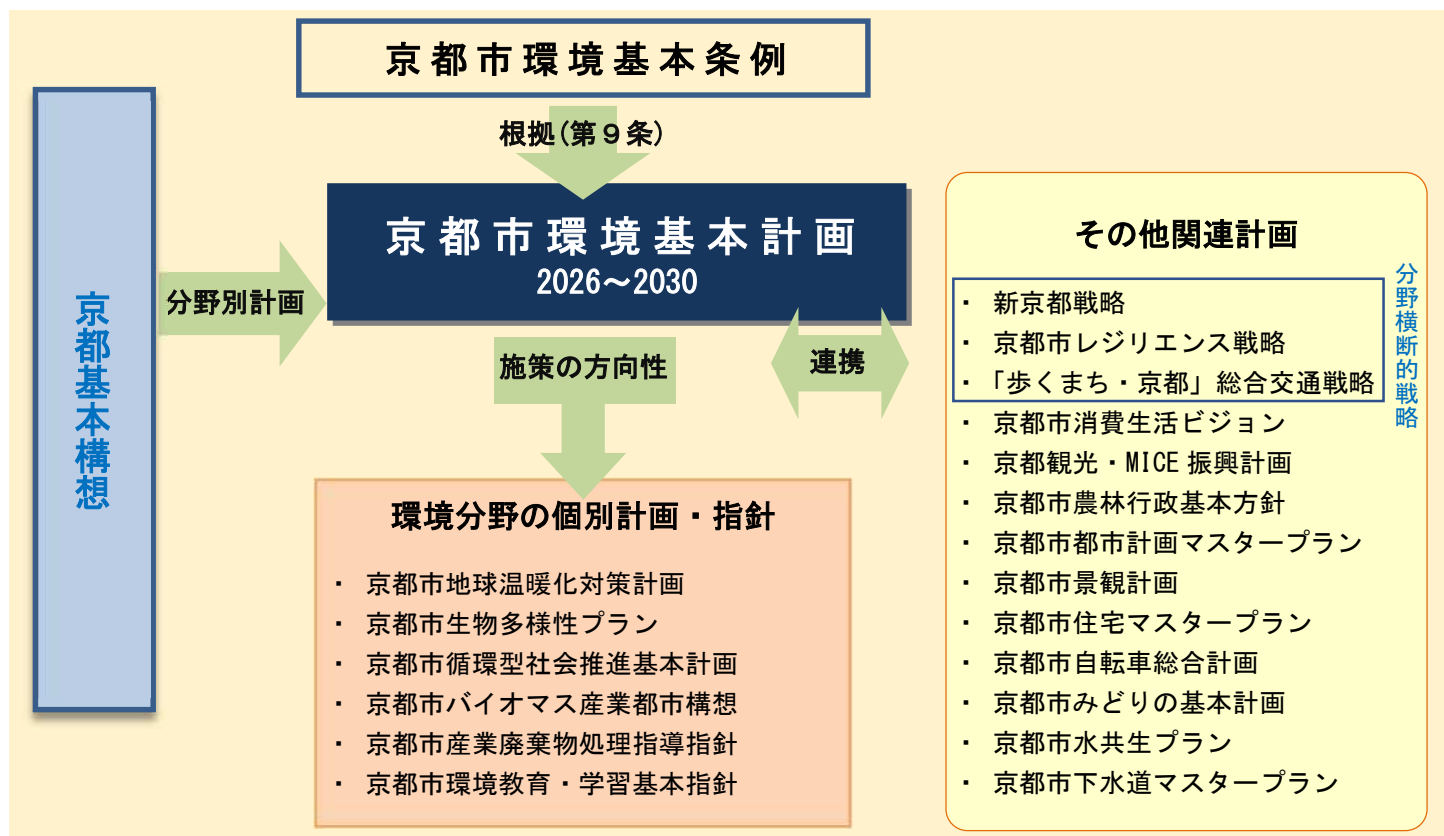 京都市環境基本条例
根拠(第９条)
京都基本構想
分野別計画
京都市環境基本計画
2026～2030
施策の方向性
連携
環境分野の個別計画・指針
・ 京都市地球温暖化対策計画
・ 京都市生物多様性プラン
・ 京都市循環型社会推進基本計画
・ 京都市バイオマス産業都市構想
・ 京都市産業廃棄物処理指導指針
・ 京都市環境教育・学習基本指針
その他関連計画
分野横断的戦略
・ 新京都戦略
・ 京都市レジリエンス戦略
・ 「歩くまち・京都」総合交通戦略
・ 京都市消費生活ビジョン
・ 京都観光・MICE 振興計画
・ 京都市農林行政基本方針
・ 京都市都市計画マスタープラン
・ 京都市景観計画
・ 京都市住宅マスタープラン
・ 京都市自転車総合計画
・ 京都市みどりの基本計画
・ 京都市水共生プラン
・ 京都市下水道マスタープラン